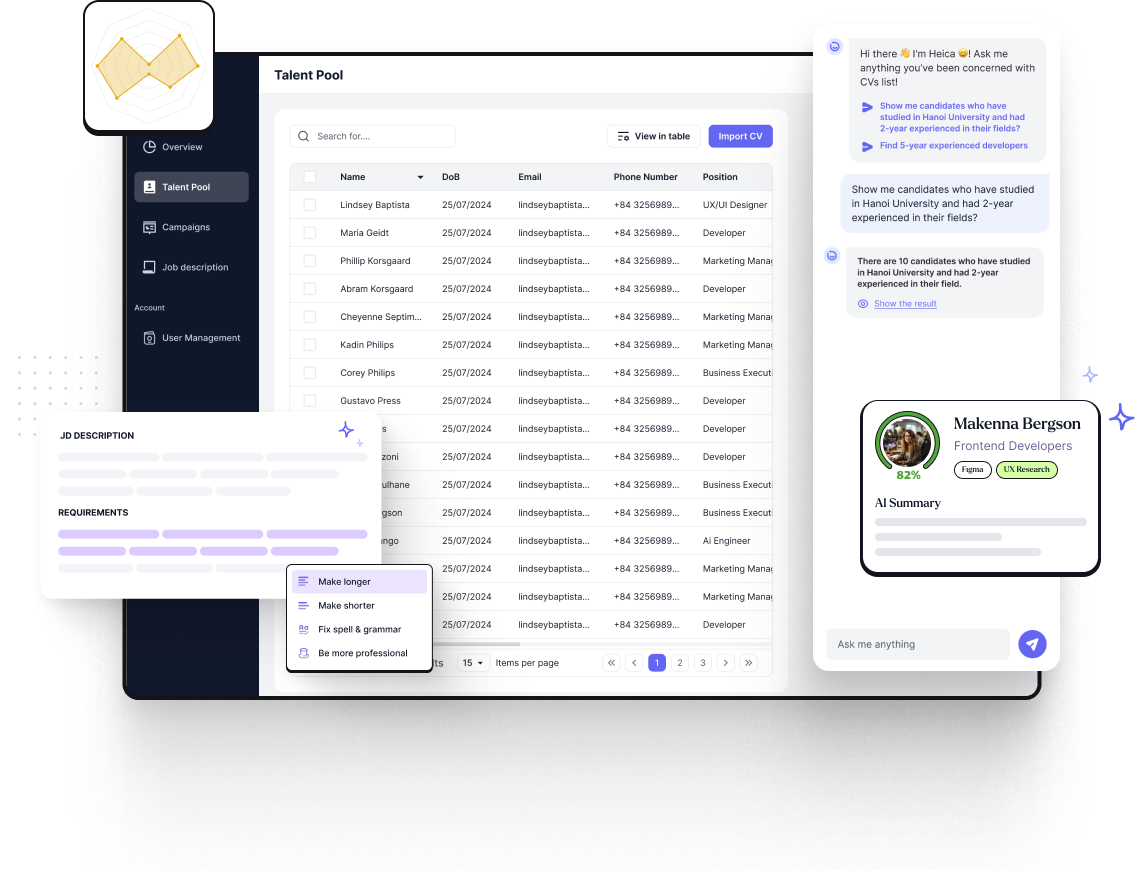 Talent Pool
Overview
Talent Pool
Campaigns
Job description
Account
User Management
Search for....
View in table
Import CV
Name DoB Email Phone Number Position
Lindsey Baptista 25/07/2024 lindseybaptista... +84 3256989... UX/UI Designer
Maria Geidt 25/07/2024 lindseybaptista... +84 3256989... Developer
Phillip Korsgaard 25/07/2024 lindseybaptista... +84 3256989... Marketing Manag
Abram Korsgaard 25/07/2024 lindseybaptista... +84 3256989... Developer
Cheyenne Septim... 25/07/2024 lindseybaptista... +84 3256989... Marketing Manag
Kadin Philips 25/07/2024 lindseybaptista... +84 3256989... Marketing Manag
Corey Philips 25/07/2024 lindseybaptista... +84 3256989... Business Executi
Gustavo Press 25/07/2024 lindseybaptista... +84 3256989... Developer
25/07/2024 lindseybaptista... +84 3256989... Developer
zoni 25/07/2024 lindseybaptista... +84 3256989... Developer
ulhane 25/07/2024 lindseybaptista... +84 3256989... Business Executi
gson 25/07/2024 lindseybaptista... +84 3256989... Business Executi
ango 25/07/2024 lindseybaptista... +84 3256989... Ai Engineer
25/07/2024 lindseybaptista... +84 3256989... Developer
25/07/2024 lindseybaptista... +84 3256989... Marketing Manag
25/07/2024 lindseybaptista... +84 3256989... Developer
lts 15 Items per page 1 2 3
JD DESCRIPTION
REQUIREMENTS
Make longer
Make shorter
Fix spell & grammar
Be more professional
Hi there 👋 I'm Heica 😄! Ask me
anything you've been concerned with
CVs list!
Show me candidates who have
studied in Hanoi University and had
2-year experienced in their fields?
Find 5-year experienced developers
Show me candidates who have studied
in Hanoi University and had 2-year
experienced in their fields?
There are 10 candidates who have studied
in Hanoi University and had 2-year
experienced in their field.
Show the result
Makenna Bergson
Frontend Developers
Figma UX Research
82%
AI Summary
Ask me anything